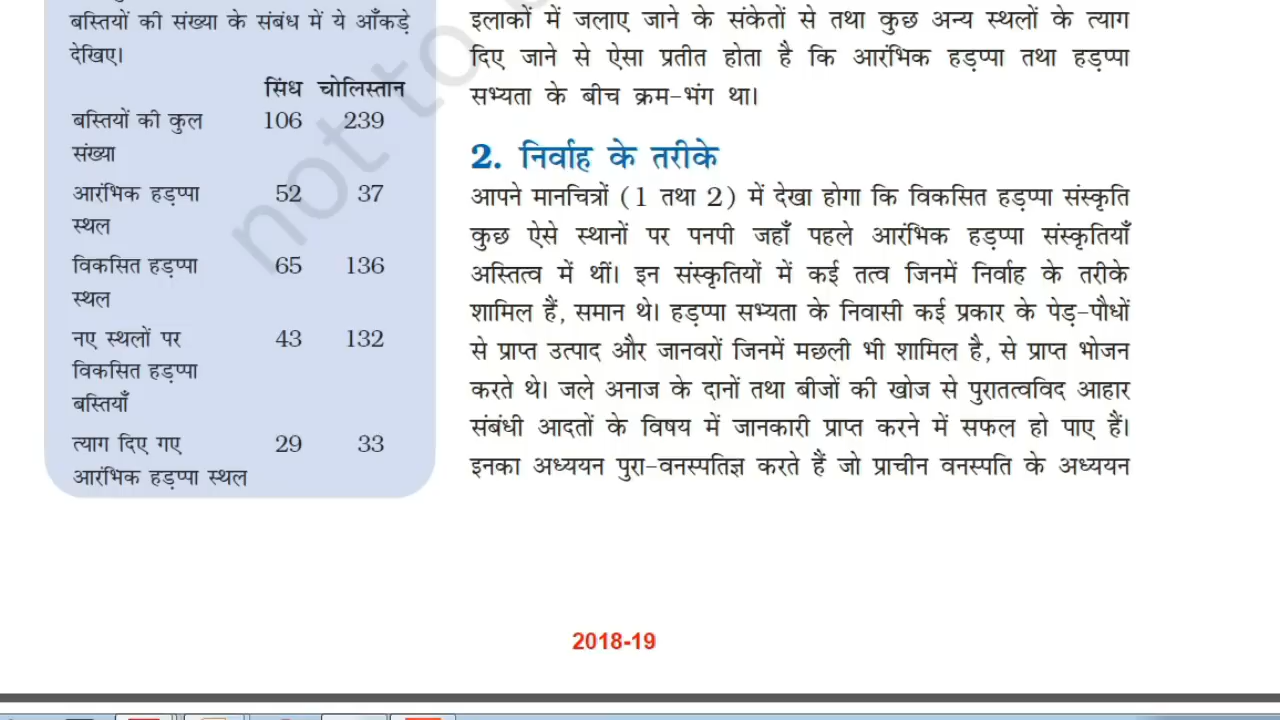 बस्तियों की संख्या के संबंध में ये आँकड़े
देखिए।
सिंध चोलिस्तान
बस्तियों की कुल 106 239
संख्या
आरंभिक हड़प्पा 52 37
स्थल
विकसित हड़प्पा 65 136
स्थल
नए स्थलों पर 43 132
विकसित हड़प्पा
बस्तियाँ
त्याग दिए गए 29 33
आरंभिक हड़प्पा स्थल
इलाकों में जलाए जाने के संकेतों से तथा कुछ अन्य स्थलों के त्याग
दिए जाने से ऐसा प्रतीत होता है कि आरंभिक हड़प्पा तथा हड़प्पा
सभ्यता के बीच क्रम-भंग था।
2. निर्वाह के तरीके
आपने मानचित्रों (1 तथा 2) में देखा होगा कि विकसित हड़प्पा संस्कृति
कुछ ऐसे स्थानों पर पनपी जहाँ पहले आरंभिक हड़प्पा संस्कृतियाँ
अस्तित्व में थीं। इन संस्कृतियों में कई तत्व जिनमें निर्वाह के तरीके
शामिल हैं, समान थे। हड़प्पा सभ्यता के निवासी कई प्रकार के पेड़-पौधों
से प्राप्त उत्पाद और जानवरों जिनमें मछली भी शामिल है, से प्राप्त भोजन
करते थे। जले अनाज के दानों तथा बीजों की खोज से पुरातत्वविद आहार
संबंधी आदतों के विषय में जानकारी प्राप्त करने में सफल हो पाए हैं।
इनका अध्ययन पुरा-वनस्पतिज्ञ करते हैं जो प्राचीन वनस्पति के अध्ययन
not to b
2018-19